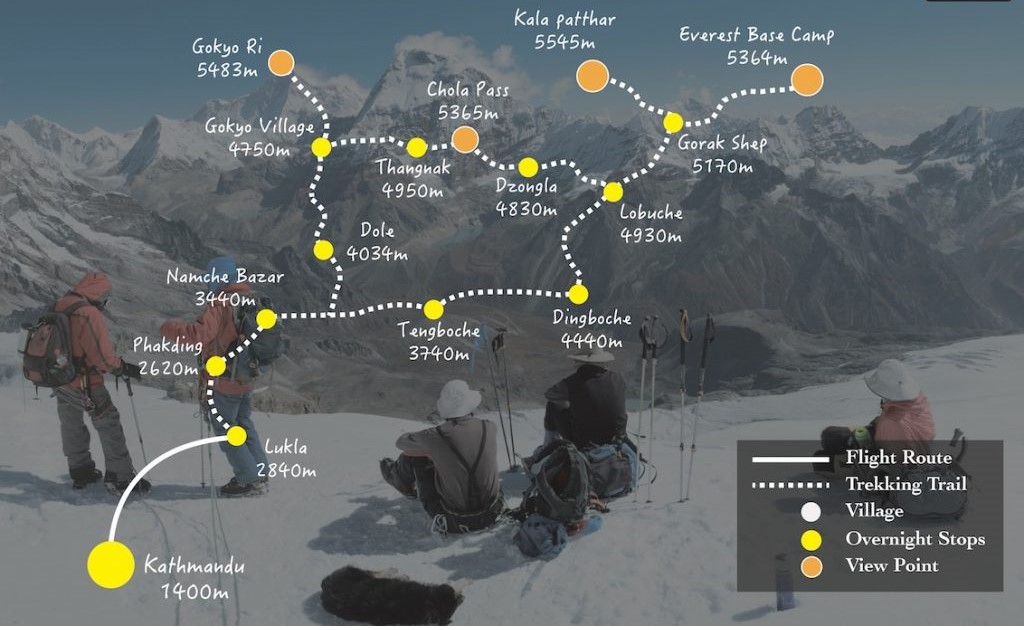 Kala patthar
5545m
Everest Base Camp
5364m
Gokyo Ri
5483m
Chola Pass
5365m
Gokyo Village
4750m
Thangnak
4950m
Dzongla
4830m
Gorak Shep
5170m
Lobuche
4930m
Dole
4034m
Namche Bazar
3440m
Tengboche
3740m
Dingboche
4440m
Phakding
2620m
Lukla
2840m
Kathmandu
1400m
Flight Route
Trekking Trail
Village
Overnight Stops
View Point